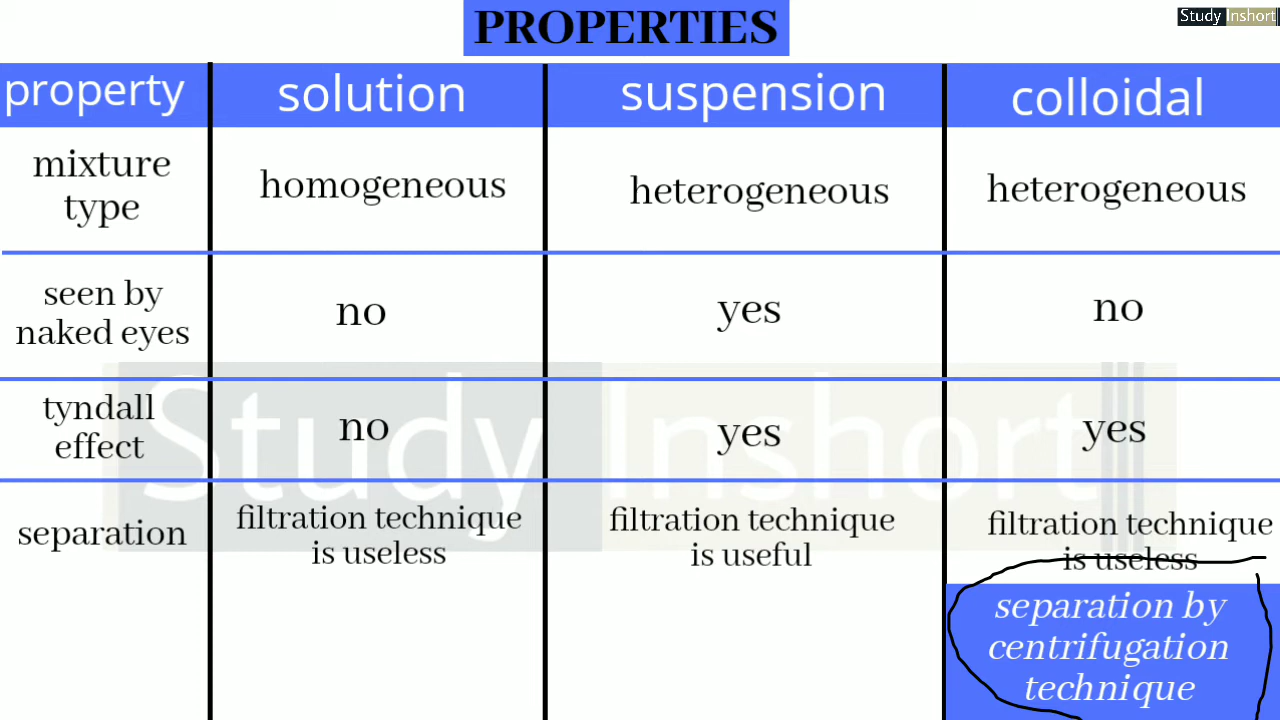 PROPERTIES
Study Inshort
property solution suspension colloidal
mixture
type
homogeneous
heterogeneous
heterogeneous
seen by
naked eyes
no
yes
no
tyndall
effect
no
yes
yes
separation
filtration technique
is useless
filtration technique
is useful
filtration technique
is useless
separation by
centrifugation
technique
Study Inshort